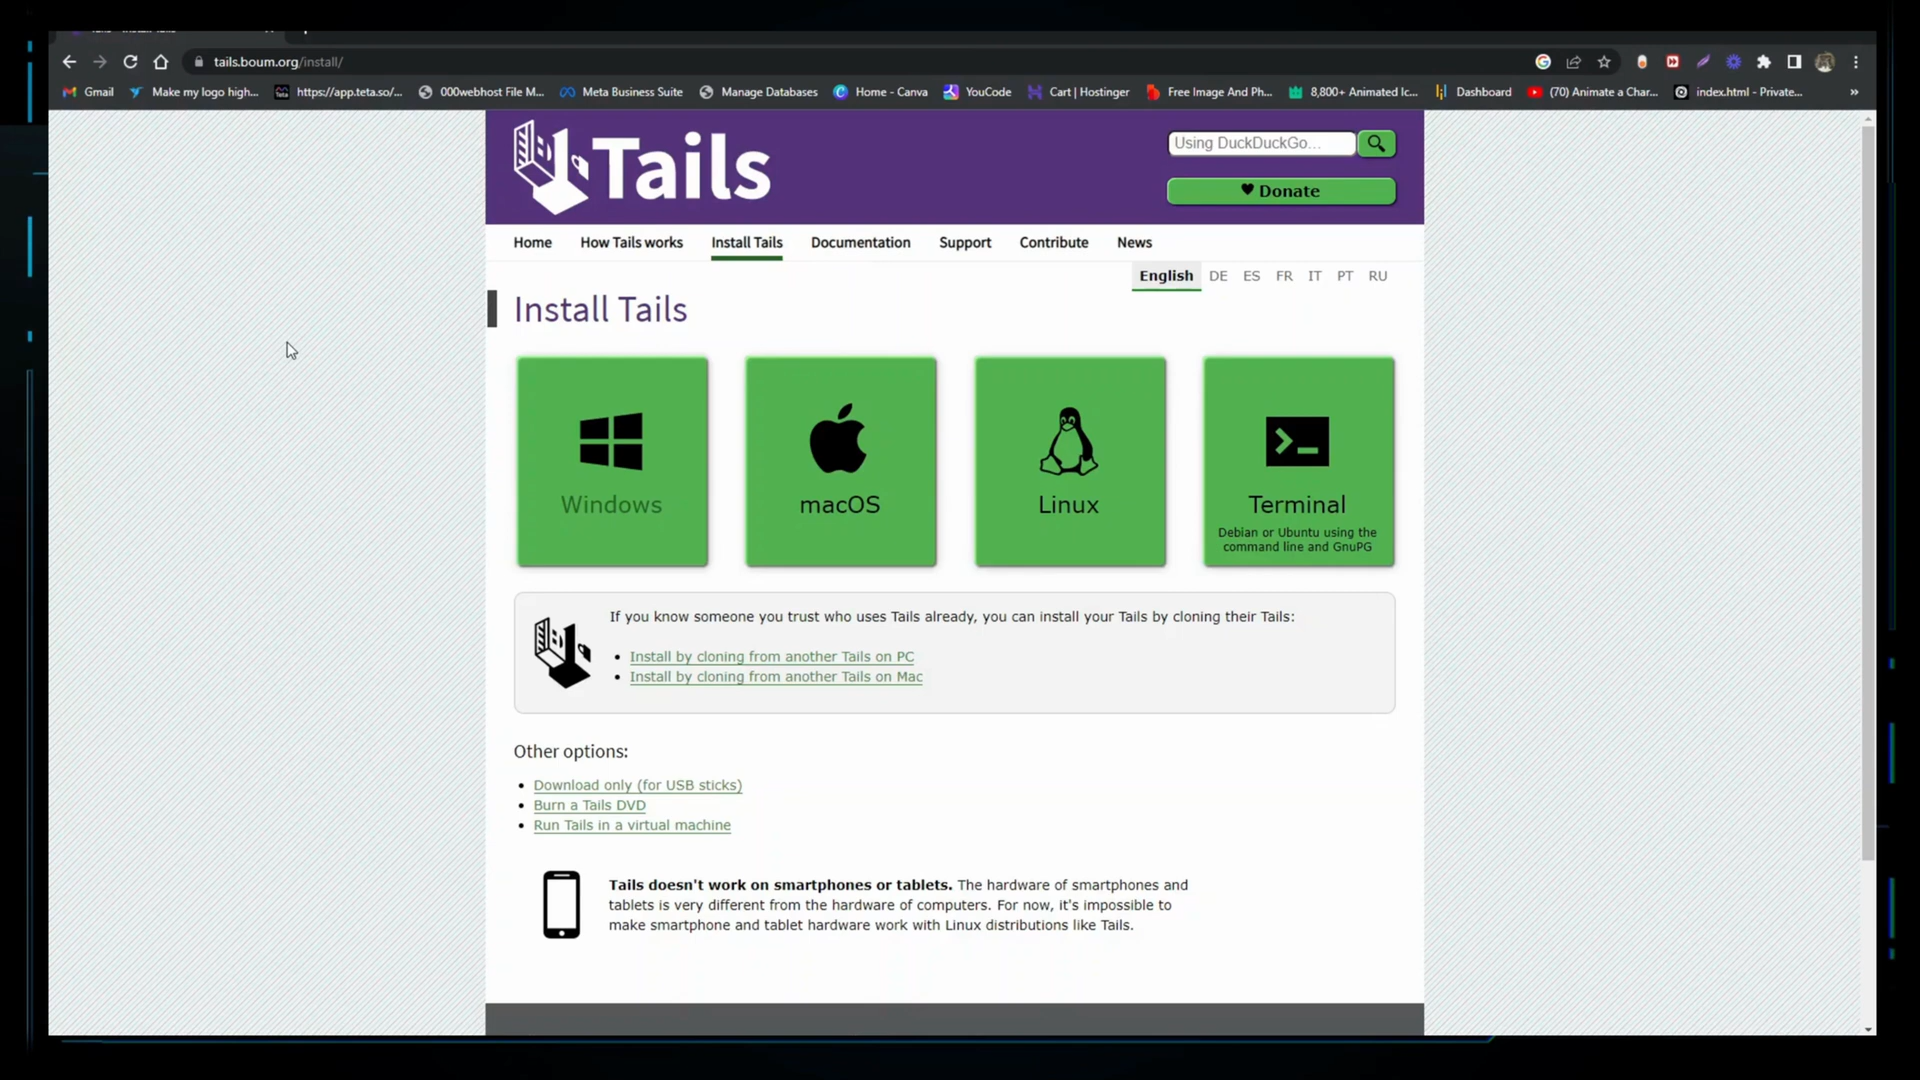 tails.boum.org/install/
Gmail
Make my logo high...
https://app.teta.so/...
000webhost File M...
Meta Business Suite
Manage Databases
Home - Canva
YouCode
Cart | Hostinger
Free Image And Ph...
8,800+ Animated Ic...
Dashboard
(70) Animate a Char...
index.html - Private...
»
Tails
Using DuckDuckGo...
♥ Donate
Home
How Tails works
Install Tails
Documentation
Support
Contribute
News
English
DE
ES
FR
IT
PT
RU
Install Tails
Windows
macOS
Linux
Terminal
Debian or Ubuntu using the
command line and GnuPG
If you know someone you trust who uses Tails already, you can install your Tails by cloning their Tails:
• Install by cloning from another Tails on PC
• Install by cloning from another Tails on Mac
Other options:
• Download only (for USB sticks)
• Burn a Tails DVD
• Run Tails in a virtual machine
Tails doesn't work on smartphones or tablets. The hardware of smartphones and
tablets is very different from the hardware of computers. For now, it's impossible to
make smartphone and tablet hardware work with Linux distributions like Tails.